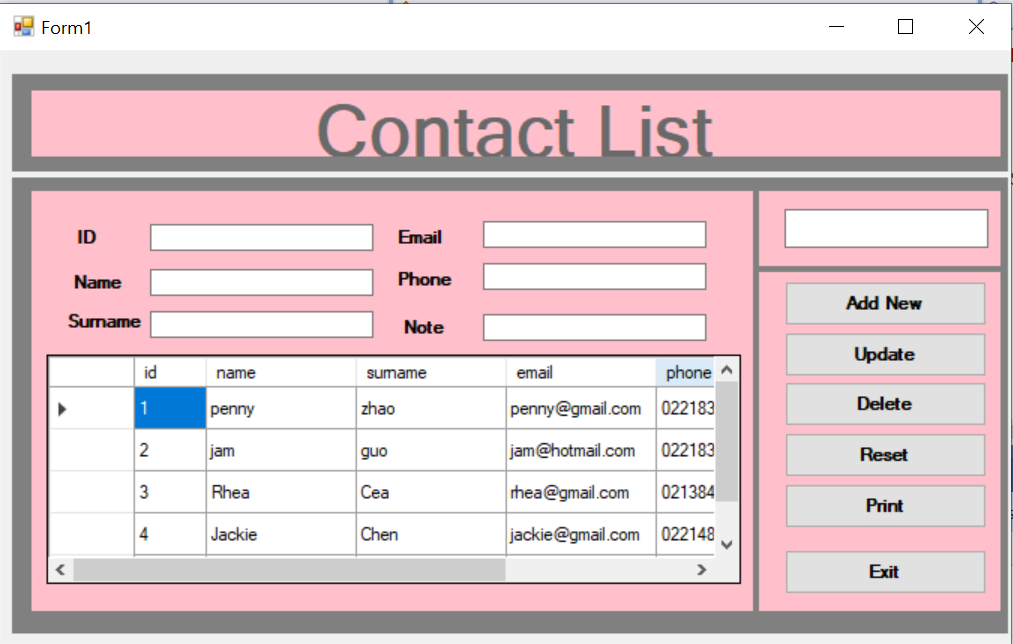 Form1
Contact List
ID
Email
Name
Phone
Surname
Note
id name surname email phone
1 penny zhao penny@gmail.com 022183
2 jam guo jam@hotmail.com 022183
3 Rhea Cea rhea@gmail.com 021384
4 Jackie Chen jackie@gmail.com 022148
Add New
Update
Delete
Reset
Print
Exit